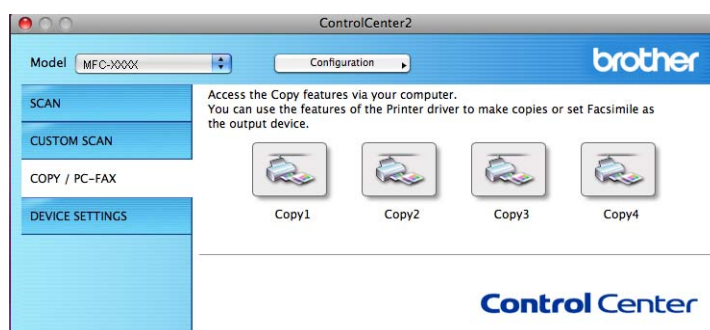 ControlCenter2
Model MFC-XXXX Configuration brother
SCAN
CUSTOM SCAN
COPY / PC-FAX
DEVICE SETTINGS
Access the Copy features via your computer.
You can use the features of the Printer driver to make copies or set Facsimile as
the output device.
Copy1 Copy2 Copy3 Copy4
Control Center